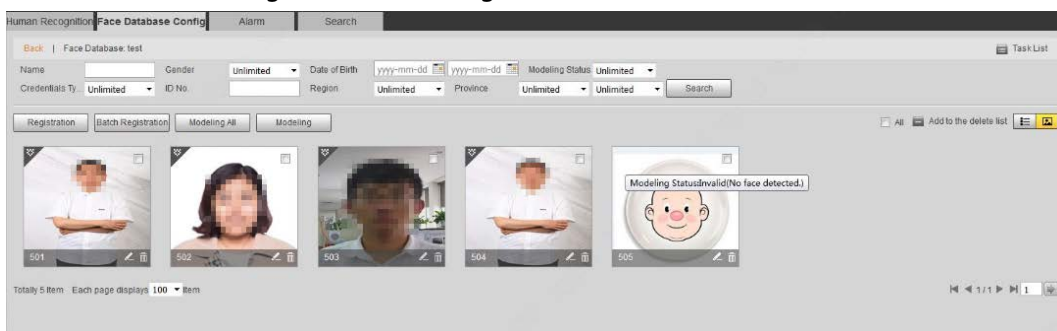 Human Recognition Face Database Config Alarm Search
Back | Face Database: test Task List
Name Gender Unlimited Date of Birth yyyy-mm-dd yyyy-mm-dd Modeling Status Unlimited
Credentials Ty... Unlimited ID No. Region Unlimited Province Unlimited Unlimited Search
Registration Batch Registration Modeling All Modeling All Add to the delete list
Modeling Status:Invalid(No face detected.)
501 502 503 504 505
Totally 5 Item Each page displays 100 Item 1/1 1